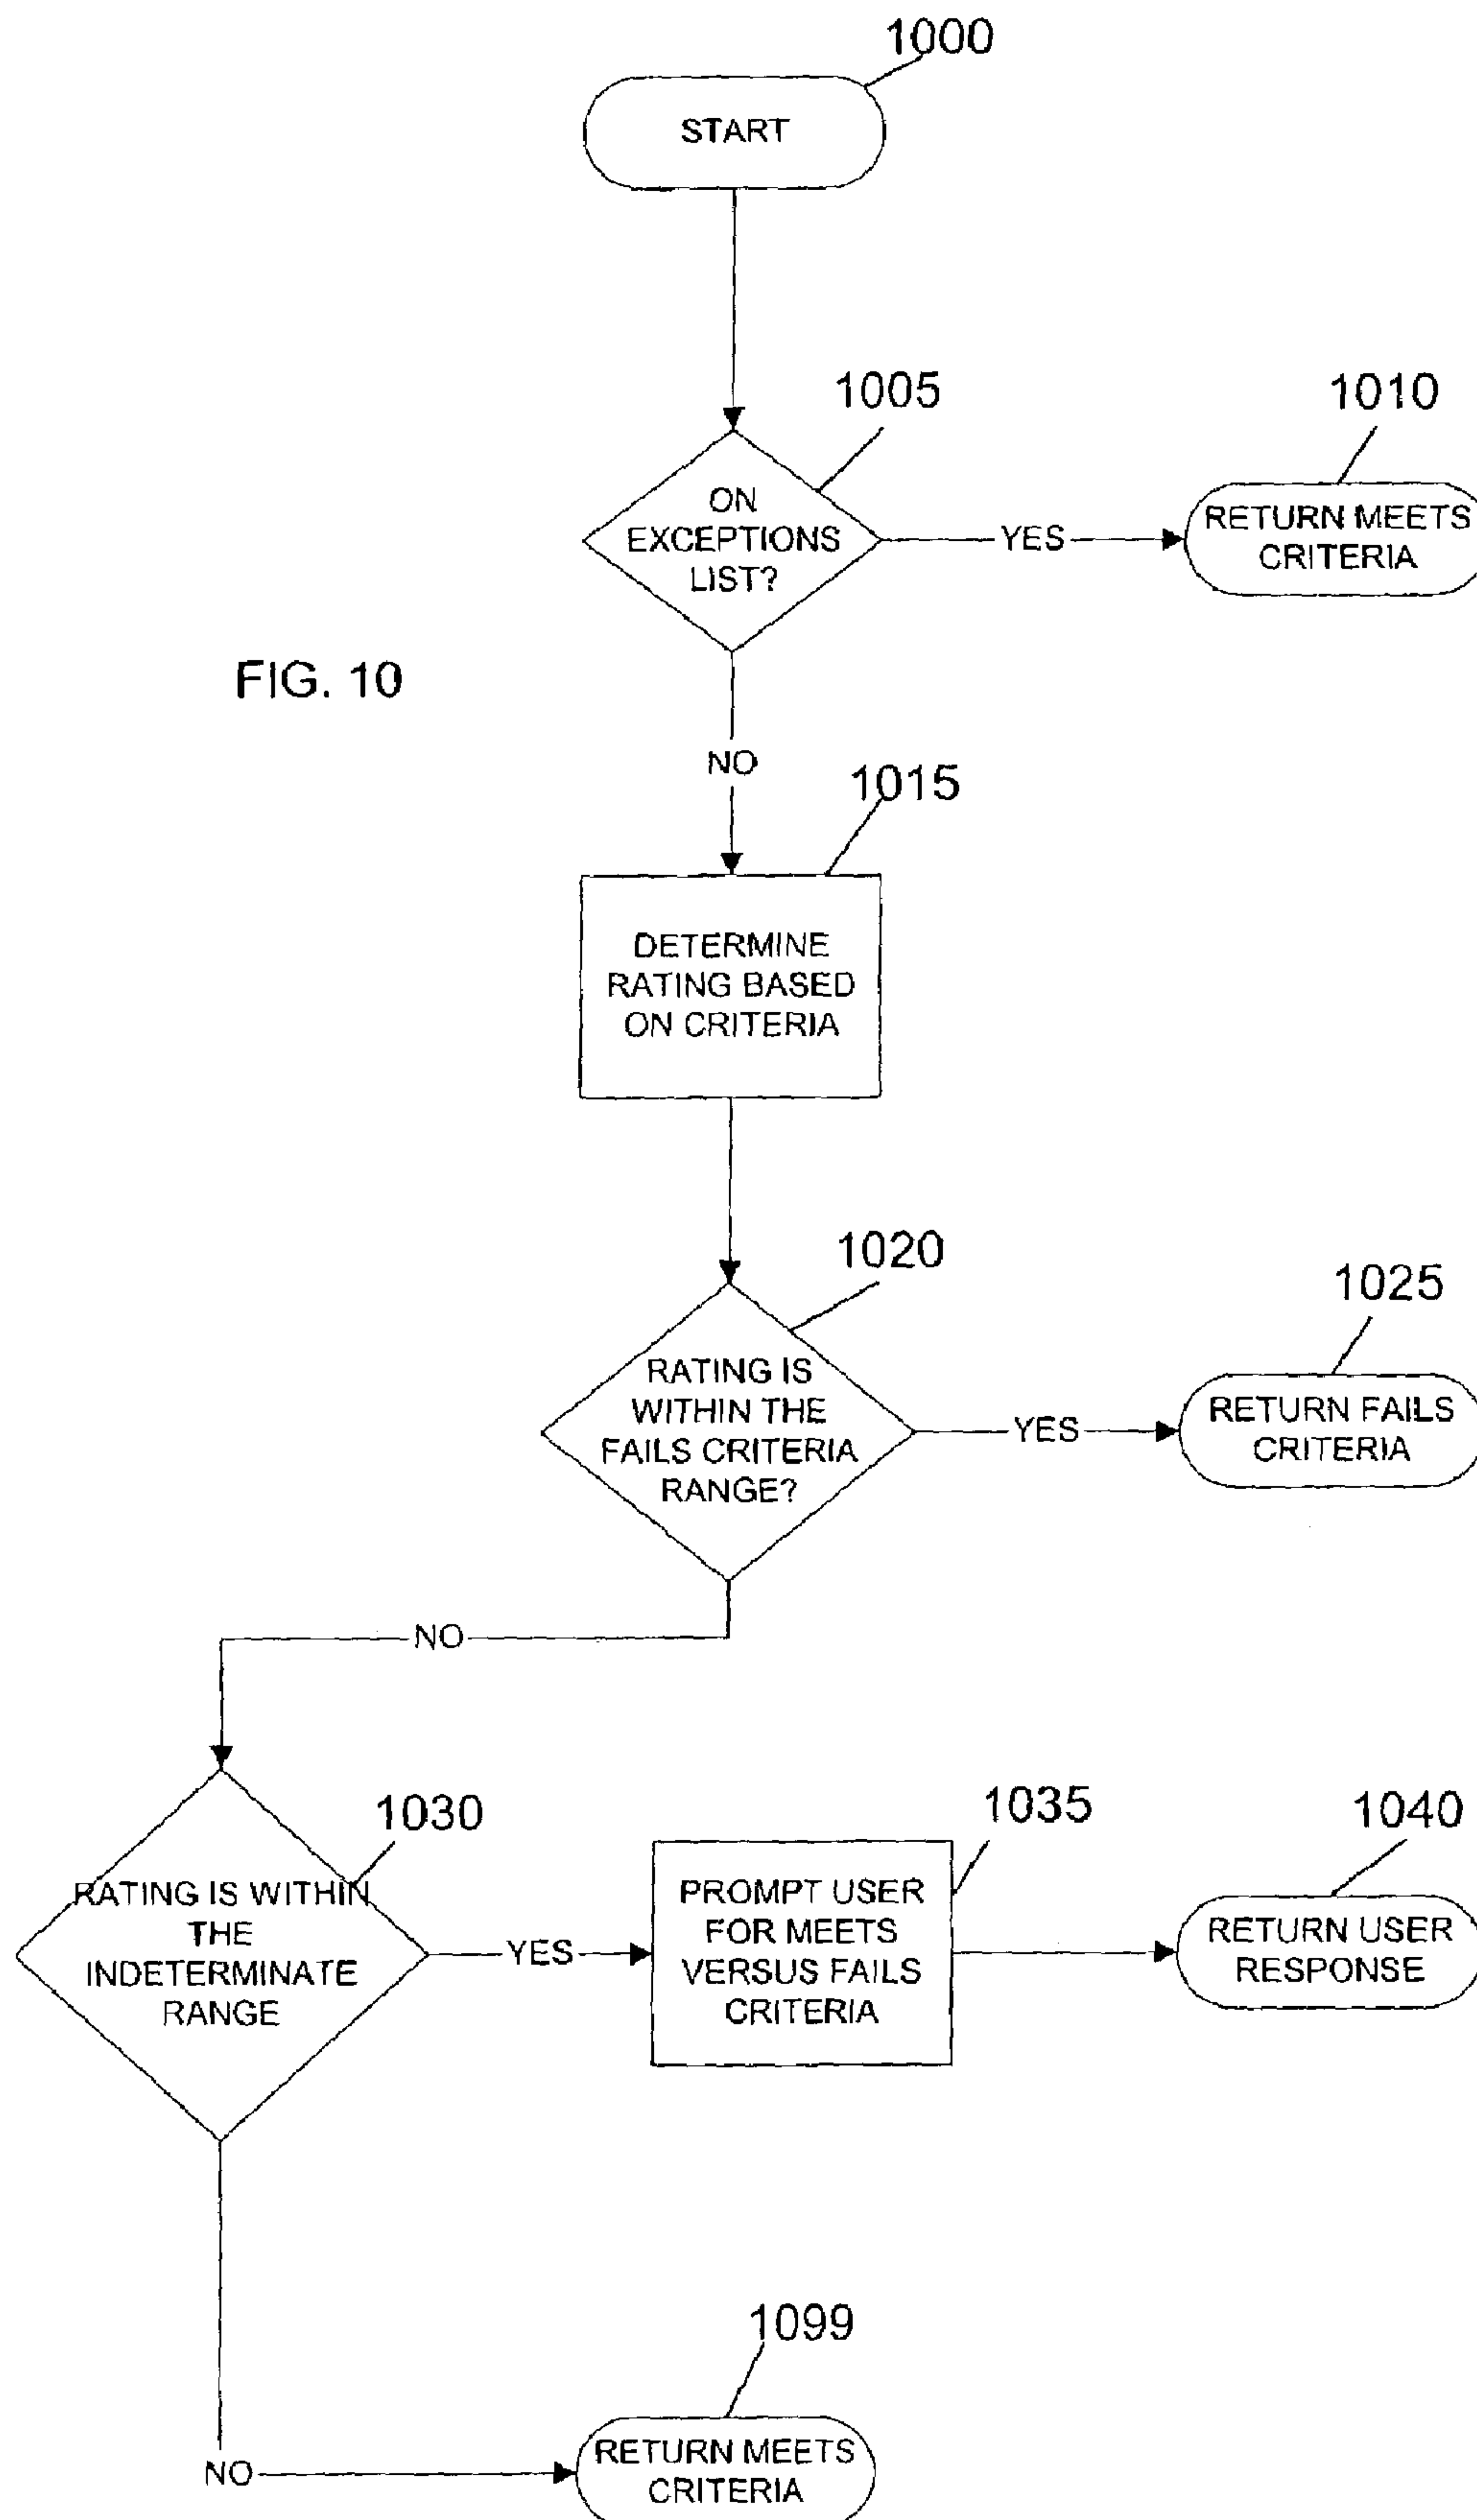 1000
START
1005
1010
ON
EXCEPTIONS
LIST?
YES
RETURN MEETS
CRITERIA
FIG. 10
NO
1015
DETERMINE
RATING BASED
ON CRITERIA
1020
1025
RATING IS
WITHIN THE
FAILS CRITERIA
RANGE?
YES
RETURN FAILS
CRITERIA
NO
1030
1035
1040
RATING IS WITHIN
THE
INDETERMINATE
RANGE
YES
PROMPT USER
FOR MEETS
VERSUS FAILS
CRITERIA
RETURN USER
RESPONSE
1099
NO
RETURN MEETS
CRITERIA